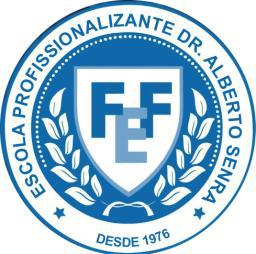 ESCOLA PROFISSIONALIZANTE DR. ALBERTO SENRA
FEF
DESDE 1976